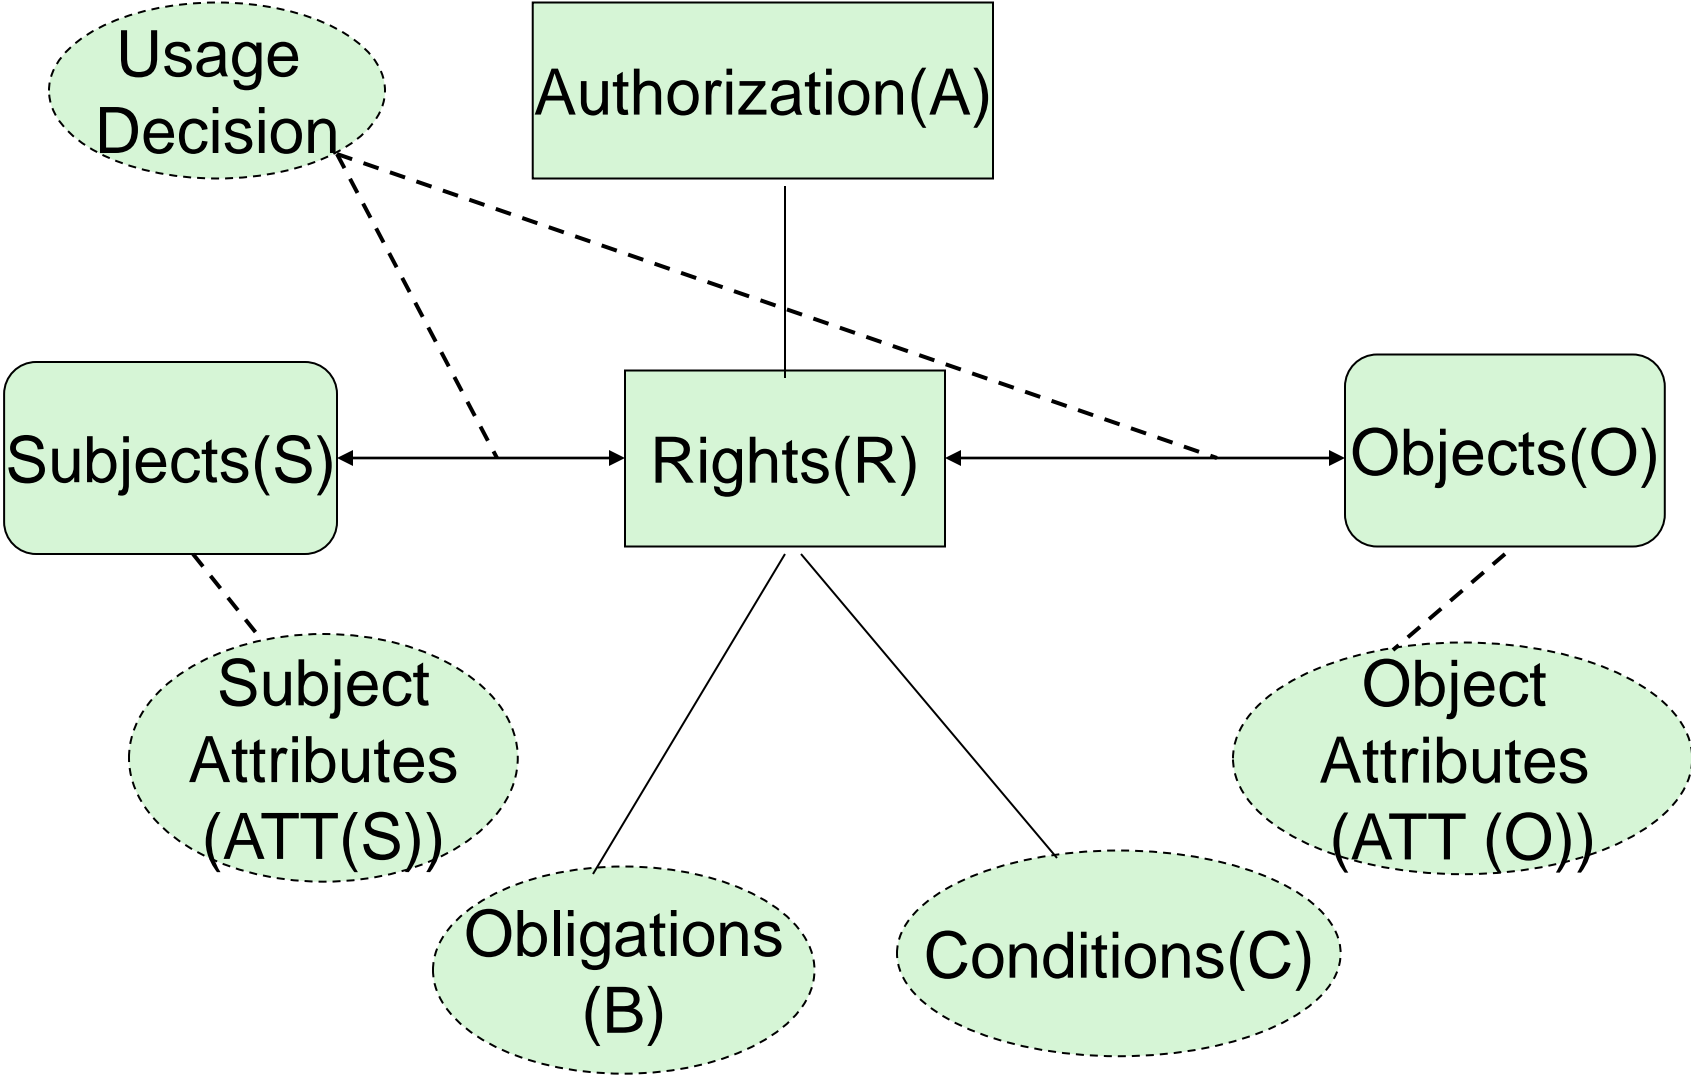 Usage
Decision
Authorization(A)
Subjects(S)
Rights(R)
Objects(O)
Subject
Attributes
(ATT(S))
Object
Attributes
(ATT (O))
Obligations
(B)
Conditions(C)